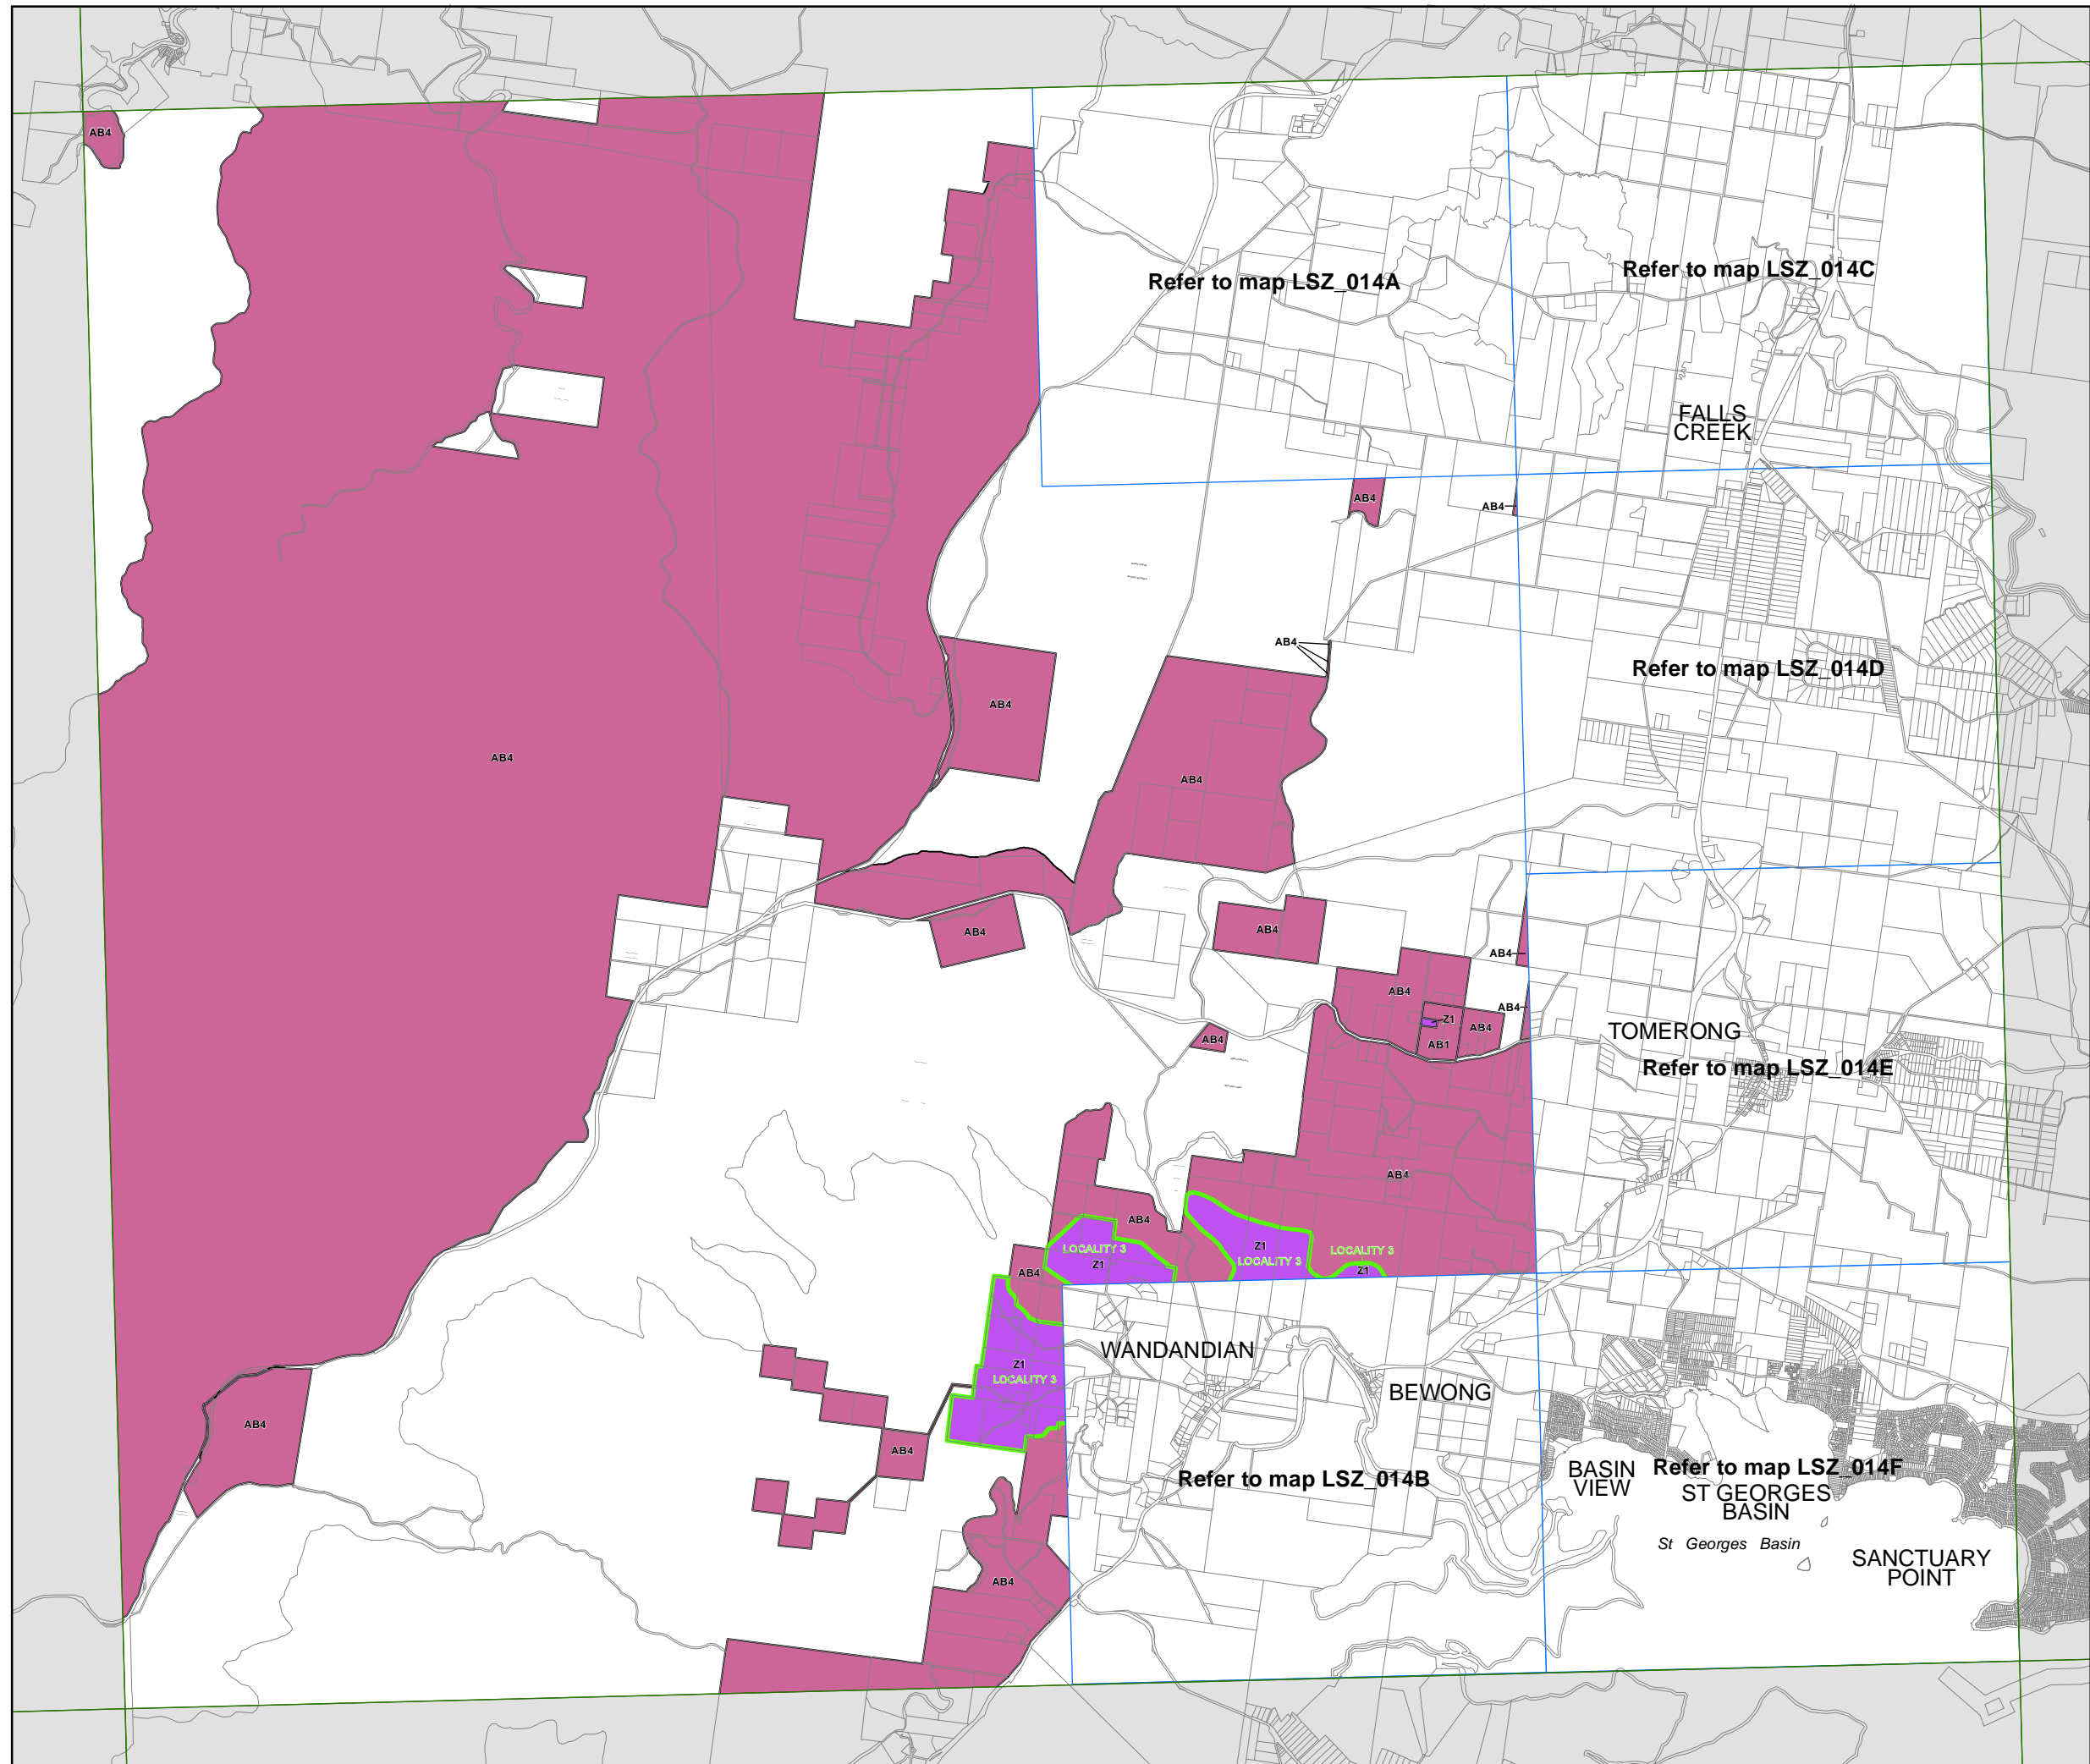 AB4
Refer to map LSZ_014A
Refer to map LSZ_014C
FALLS
CREEK
AB4
AB4
AB4
Refer to map LSZ_014D
AB4
AB4
AB4
AB4
AB4
AB4
AB4
AB4
Z1
AB4
AB4
AB1
AB4
TOMERONG
Refer to map LSZ_014E
AB4
AB4
LOCALITY 3
Z1
Z1
LOCALITY 3
LOCALITY 3
Z1
AB4
WANDANDIAN
Z1
LOCALITY 3
BEWONG
AB4
AB4
Refer to map LSZ_014B
BASIN
VIEW
Refer to map LSZ_014F
ST GEORGES
BASIN
St Georges Basin
SANCTUARY
POINT
AB4